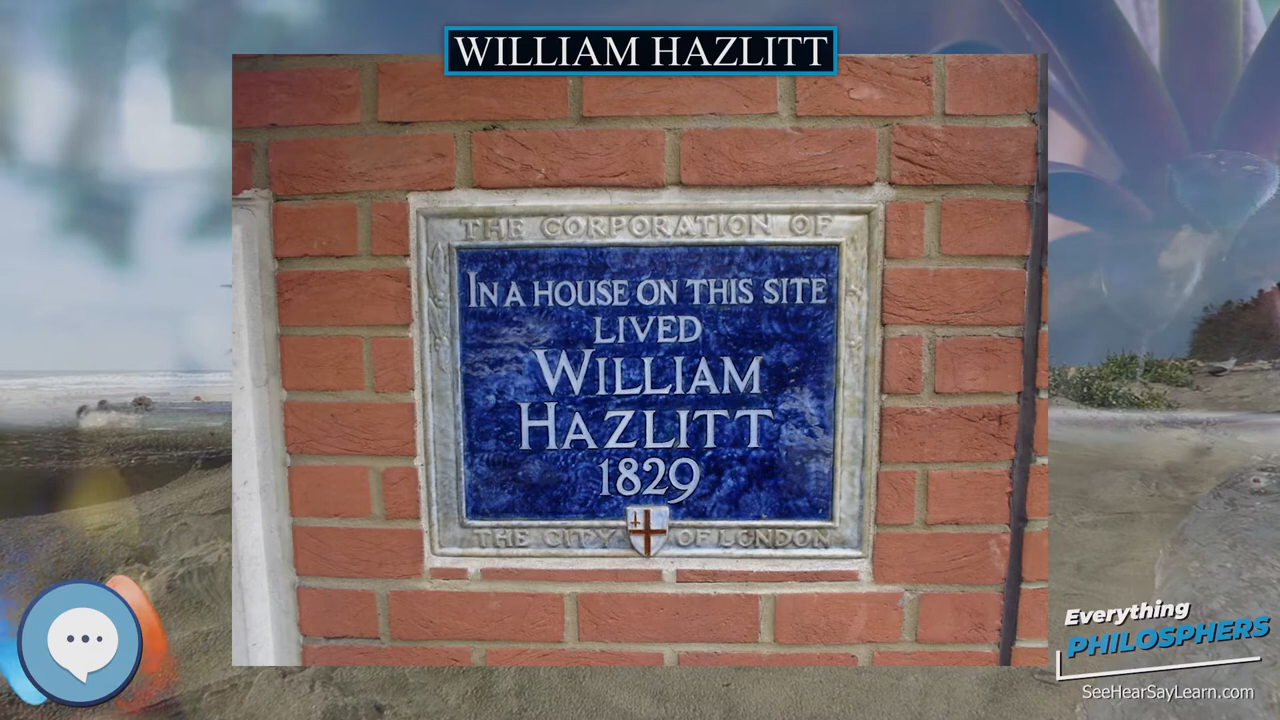 WILLIAM HAZLITT
THE CORPORATION OF
IN A HOUSE ON THIS SITE
LIVED
WILLIAM
HAZLITT
1829
THE CITY OF LONDON
Everything
PHILOSPHERS
SeeHearSayLearn.com